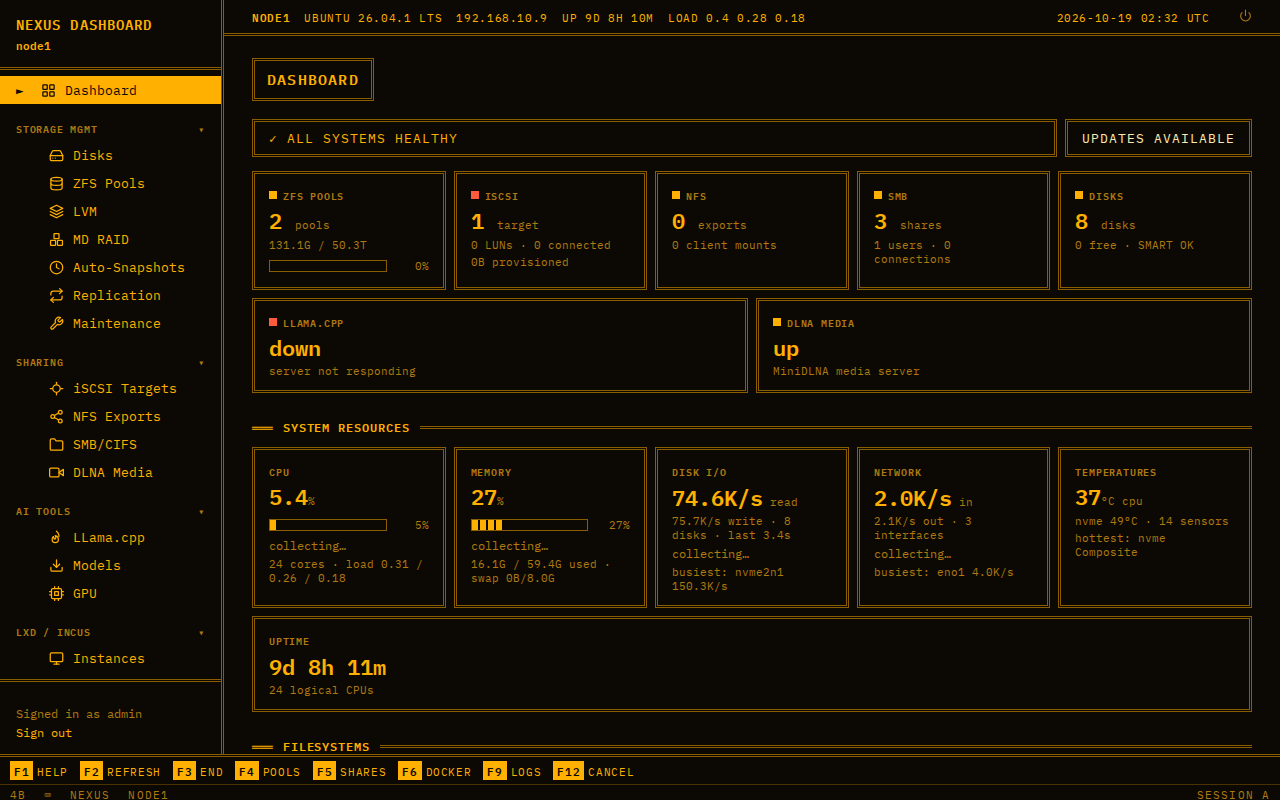 NEXUS DASHBOARD
node1
► Dashboard
STORAGE MGMT ▾
Disks
ZFS Pools
LVM
MD RAID
Auto-Snapshots
Replication
Maintenance
SHARING ▾
iSCSI Targets
NFS Exports
SMB/CIFS
DLNA Media
AI TOOLS ▾
LLama.cpp
Models
GPU
LXD / INCUS ▾
Instances
Signed in as admin
Sign out
NODE1 UBUNTU 26.04.1 LTS 192.168.10.9 UP 9D 8H 10M LOAD 0.4 0.28 0.18 2026-10-19 02:32 UTC
DASHBOARD
✓ ALL SYSTEMS HEALTHY
UPDATES AVAILABLE
ZFS POOLS
2 pools
131.1G / 50.3T
0%
ISCSI
1 target
0 LUNs · 0 connected
0B provisioned
NFS
0 exports
0 client mounts
SMB
3 shares
1 users · 0
connections
DISKS
8 disks
0 free · SMART OK
LLAMA.CPP
down
server not responding
DLNA MEDIA
up
MiniDLNA media server
SYSTEM RESOURCES
CPU
5.4%
5%
collecting…
24 cores · load 0.31 /
0.26 / 0.18
MEMORY
27%
27%
collecting…
16.1G / 59.4G used ·
swap 0B/8.0G
DISK I/O
74.6K/s read
75.7K/s write · 8
disks · last 3.4s
collecting…
busiest: nvme2n1
150.3K/s
NETWORK
2.0K/s in
2.1K/s out · 3
interfaces
collecting…
busiest: eno1 4.0K/s
TEMPERATURES
37°C cpu
nvme 49°C · 14 sensors
hottest: nvme
Composite
UPTIME
9d 8h 11m
24 logical CPUs
FILESYSTEMS
F1 HELP F2 REFRESH F3 END F4 POOLS F5 SHARES F6 DOCKER F9 LOGS F12 CANCEL
4B ⌨ NEXUS NODE1 SESSION A